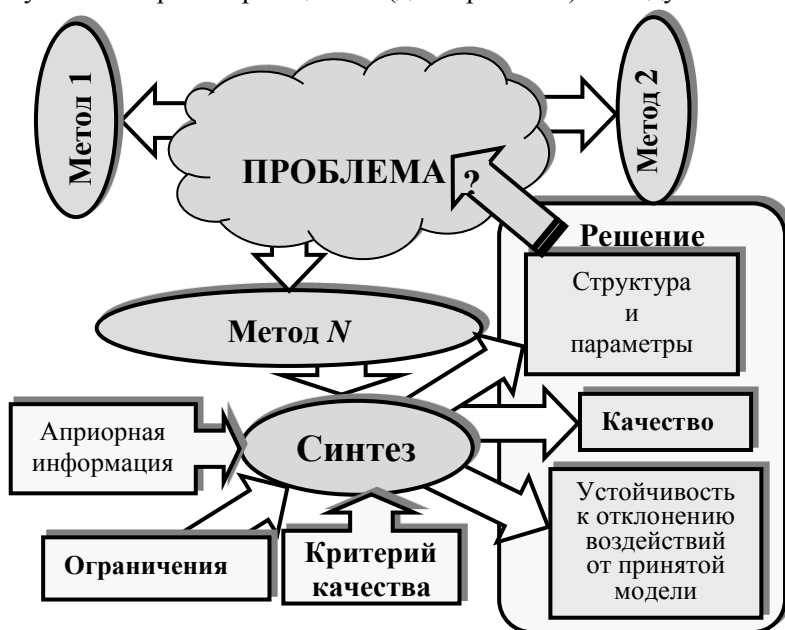 Метод 1
ПРОБЛЕМА
?
Метод 2
Решение
Структура
и
параметры
Метод N
Априорная
информация
Синтез
Качество
Устойчивость
к отклонению
воздействий
от принятой
модели
Ограничения
Критерий
качества